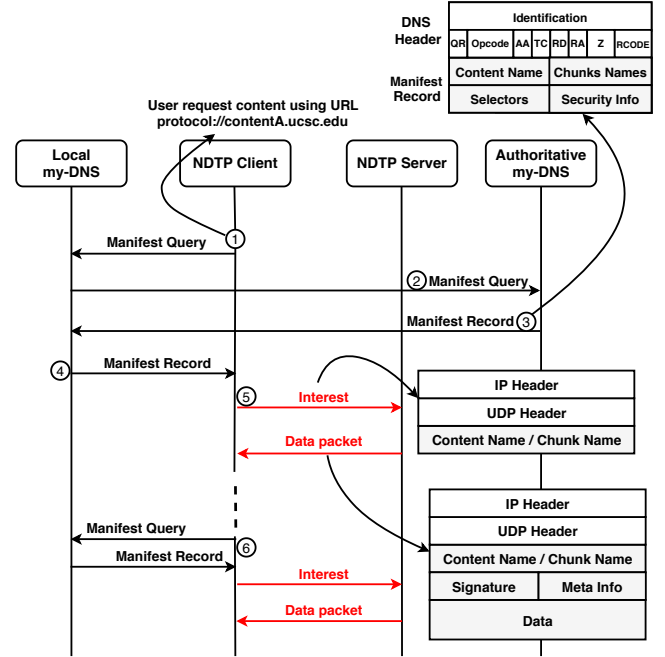 DNS
Header
Identification
QR Opcode AA TC RD RA Z RCODE
Manifest
Record
Content Name Chunks Names
Selectors Security Info
User request content using URL
protocol://contentA.ucsc.edu
Local
my-DNS
NDTP Client
NDTP Server
Authoritative
my-DNS
1
Manifest Query
2 Manifest Query
Manifest Record 3
4 Manifest Record
5 Interest
IP Header
UDP Header
Content Name / Chunk Name
Data packet
IP Header
UDP Header
Content Name / Chunk Name
Signature Meta Info
Data
Manifest Query
6
Manifest Record
Interest
Data packet